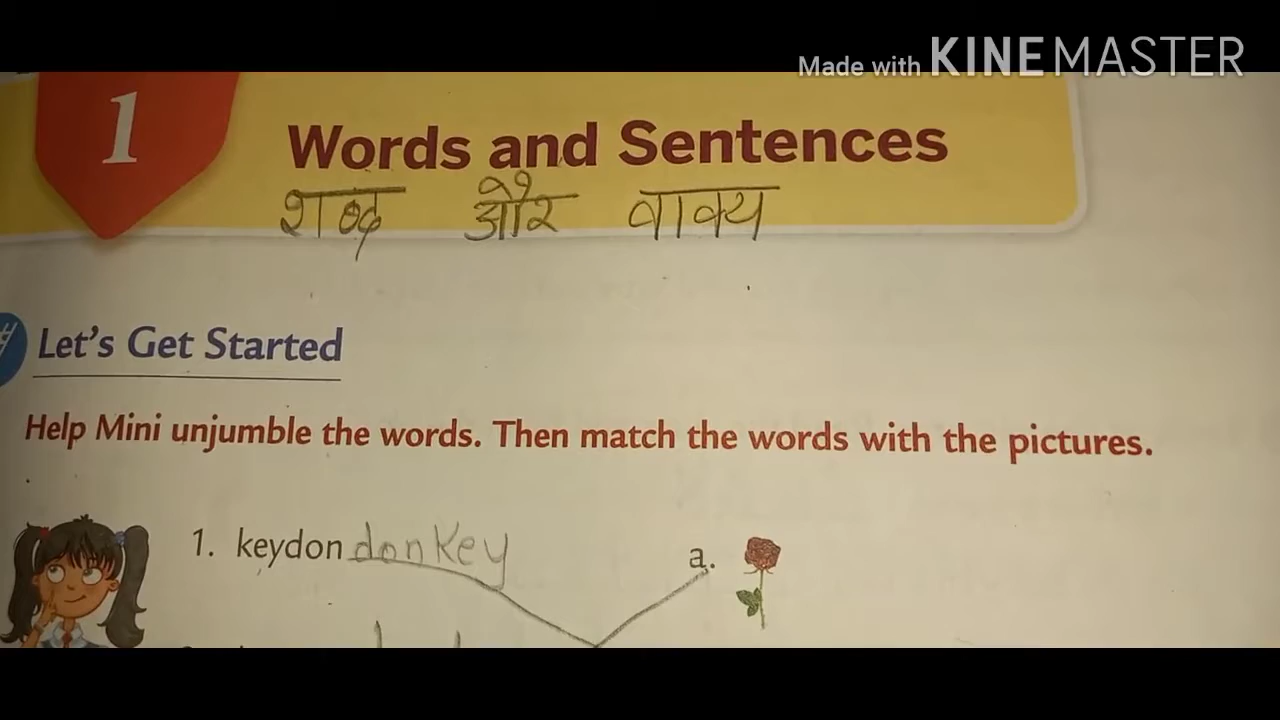 Made with KINEMASTER
1
Words and Sentences
शब्द और वाक्य
Let's Get Started
Help Mini unjumble the words. Then match the words with the pictures.
1. keydon donkey
a.